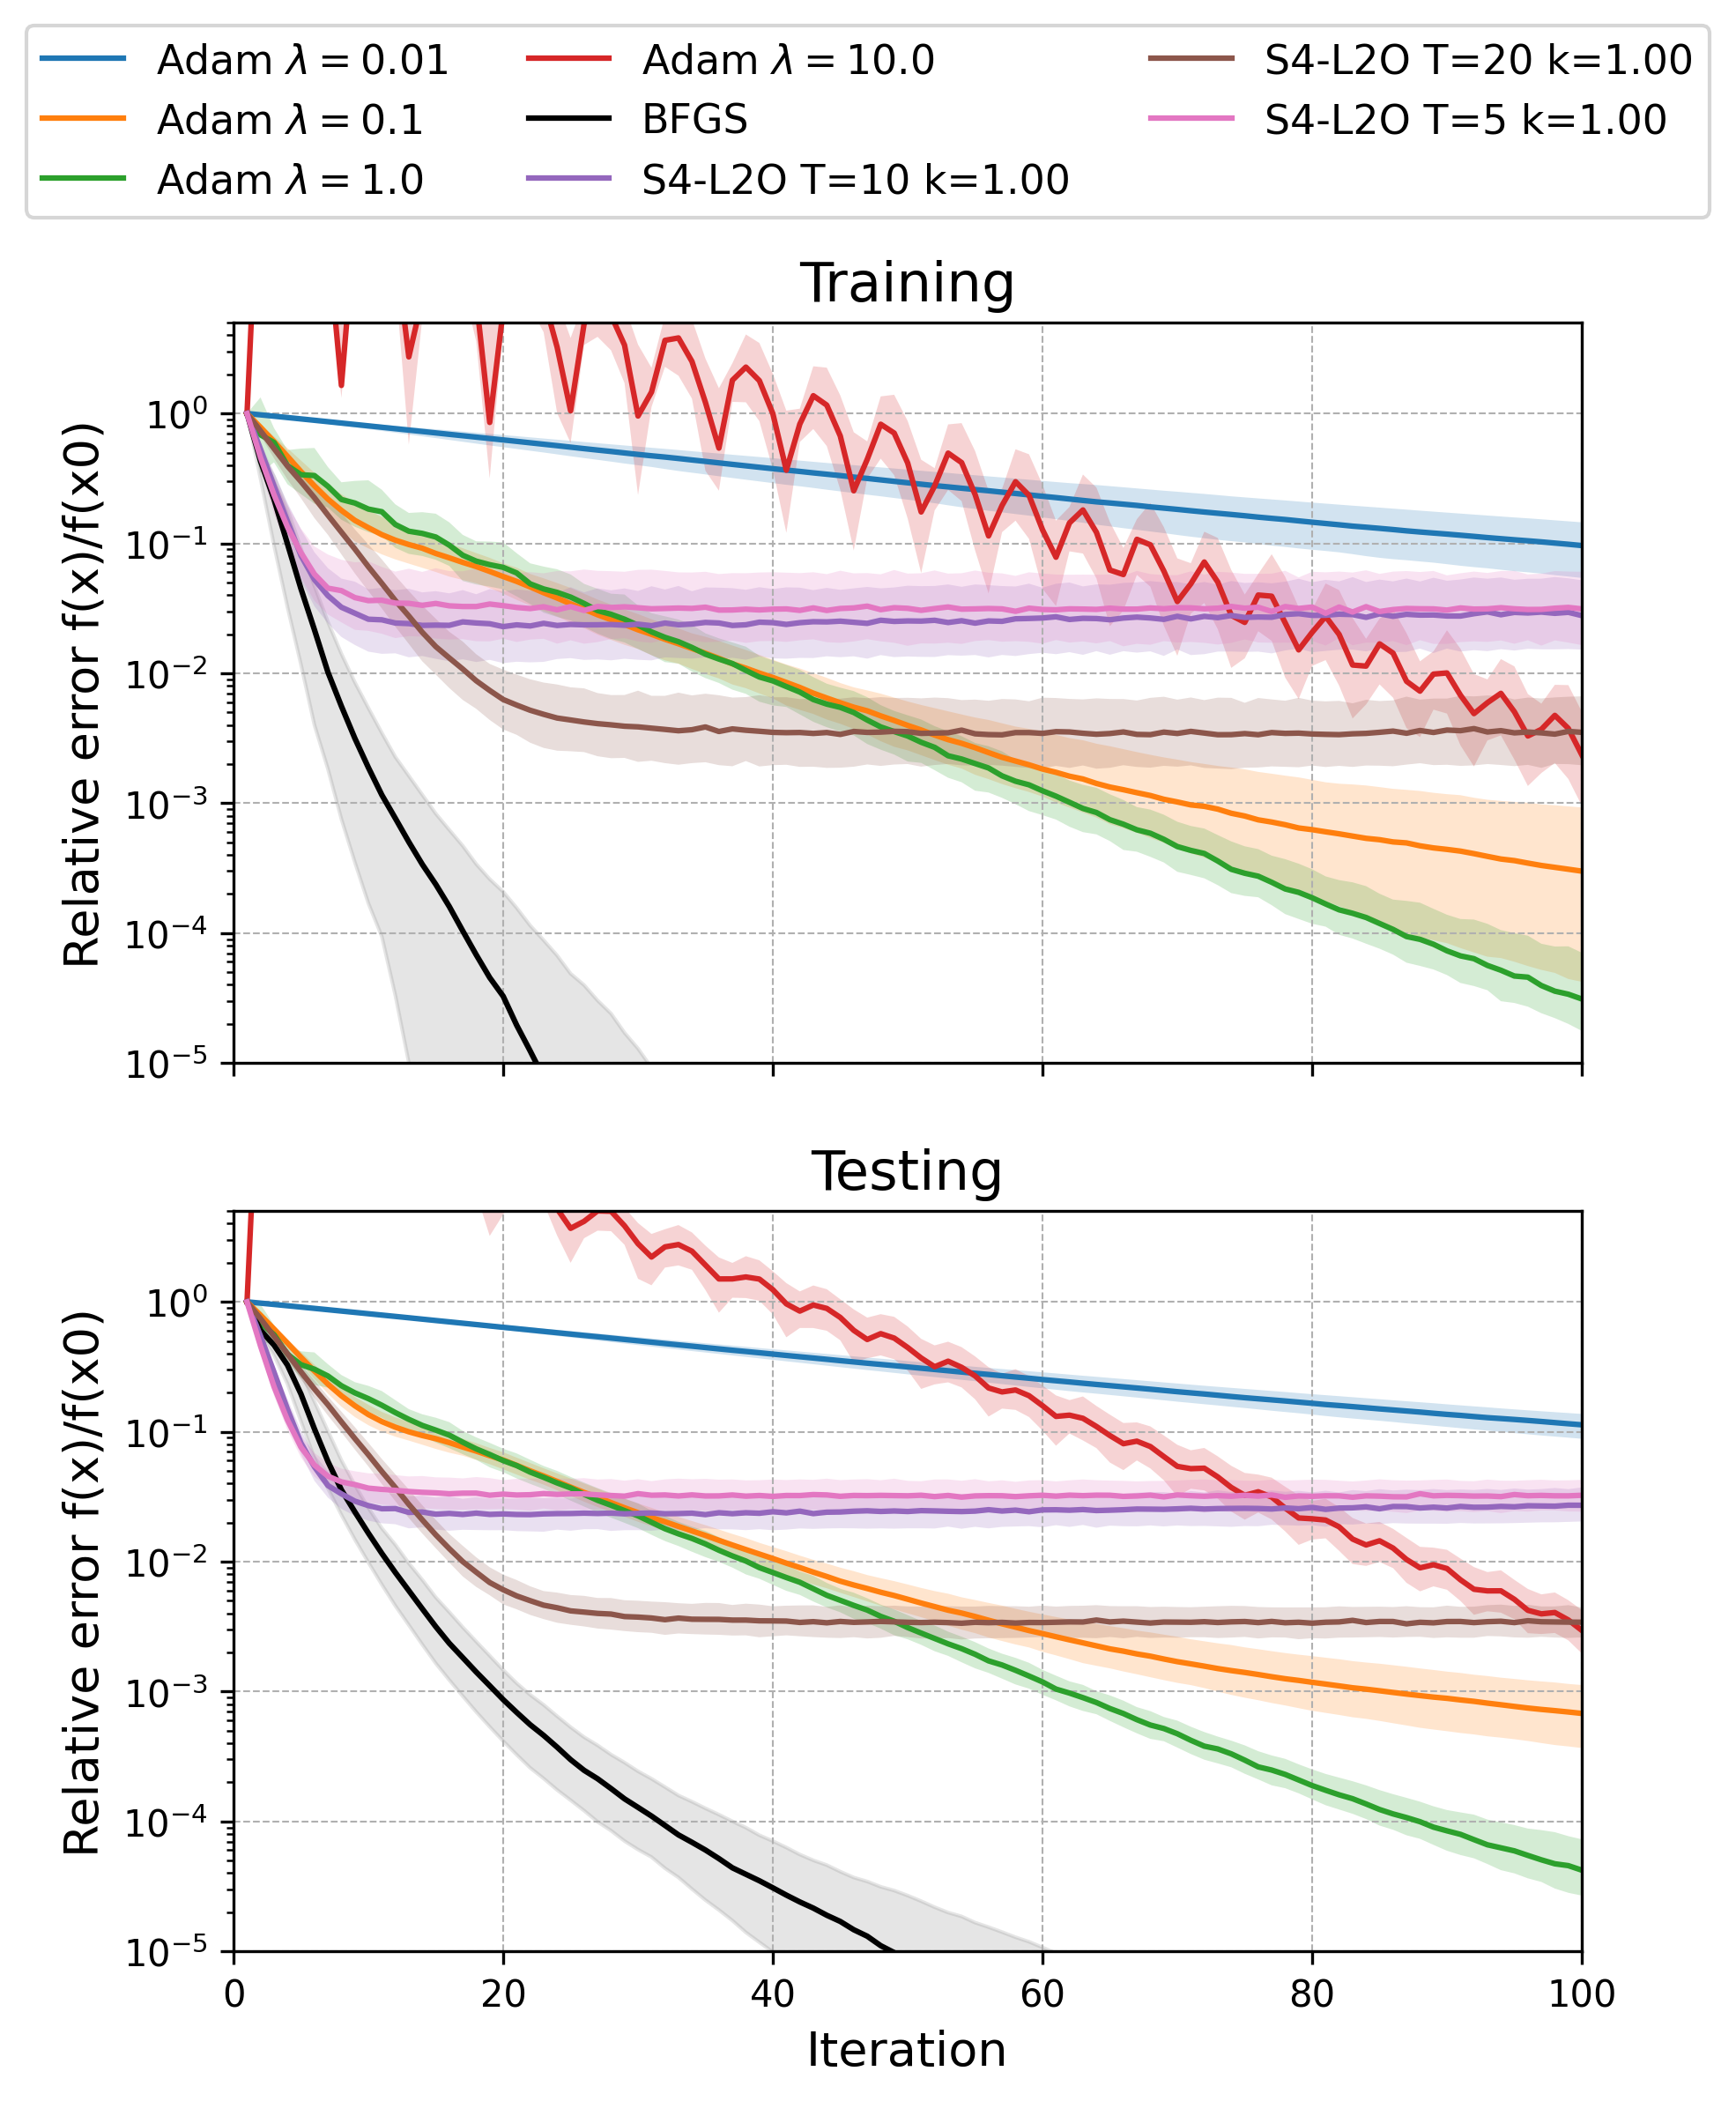 Adam λ = 0.01
Adam λ = 0.1
Adam λ = 1.0
Adam λ = 10.0
BFGS
S4-L2O T=10 k=1.00
S4-L2O T=20 k=1.00
S4-L2O T=5 k=1.00
Training
Relative error f(x)/f(x0)
10⁰
10⁻¹
10⁻²
10⁻³
10⁻⁴
10⁻⁵
Testing
Relative error f(x)/f(x0)
10⁰
10⁻¹
10⁻²
10⁻³
10⁻⁴
10⁻⁵
0 20 40 60 80 100
Iteration